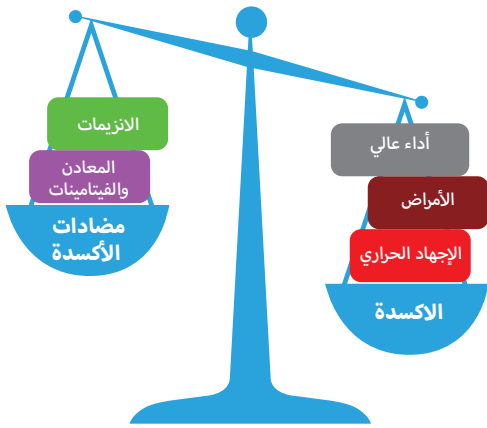 أداء عالي
الأمراض
الإجهاد الحراري
الاكسدة
الانزيمات
المعادن
والفيتامينات
مضادات
الأكسدة